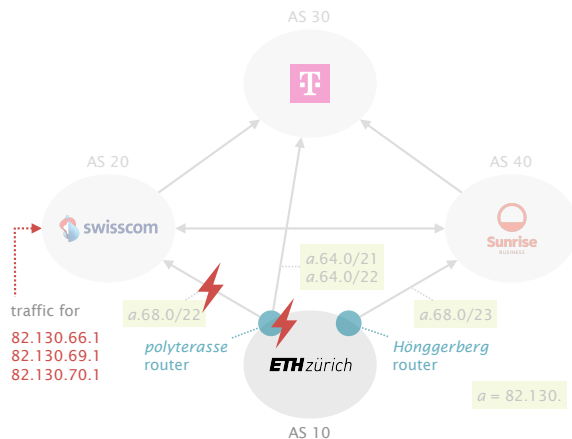 AS 30
T
AS 20
AS 40
swisscom
Sunrise
BUSINESS
a.64.0/21
a.64.0/22
traffic for
82.130.66.1
82.130.69.1
82.130.70.1
a.68.0/22
a.68.0/23
polyterasse
router
Hönggerberg
router
ETH zürich
a = 82.130.
AS 10